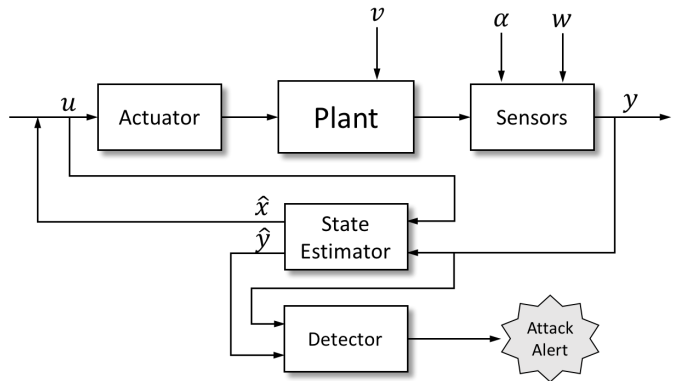 v
α
w
u
Actuator
Plant
Sensors
y
x̂
ŷ
State
Estimator
Detector
Attack
Alert